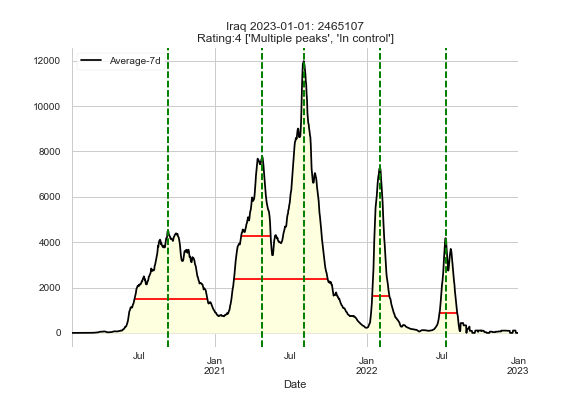 Iraq 2023-01-01: 2465107
Rating:4 ['Multiple peaks', 'In control']
Average-7d
12000
10000
8000
6000
4000
2000
0
Jul Jan Jul Jan Jul Jan
2021 2022 2023
Date